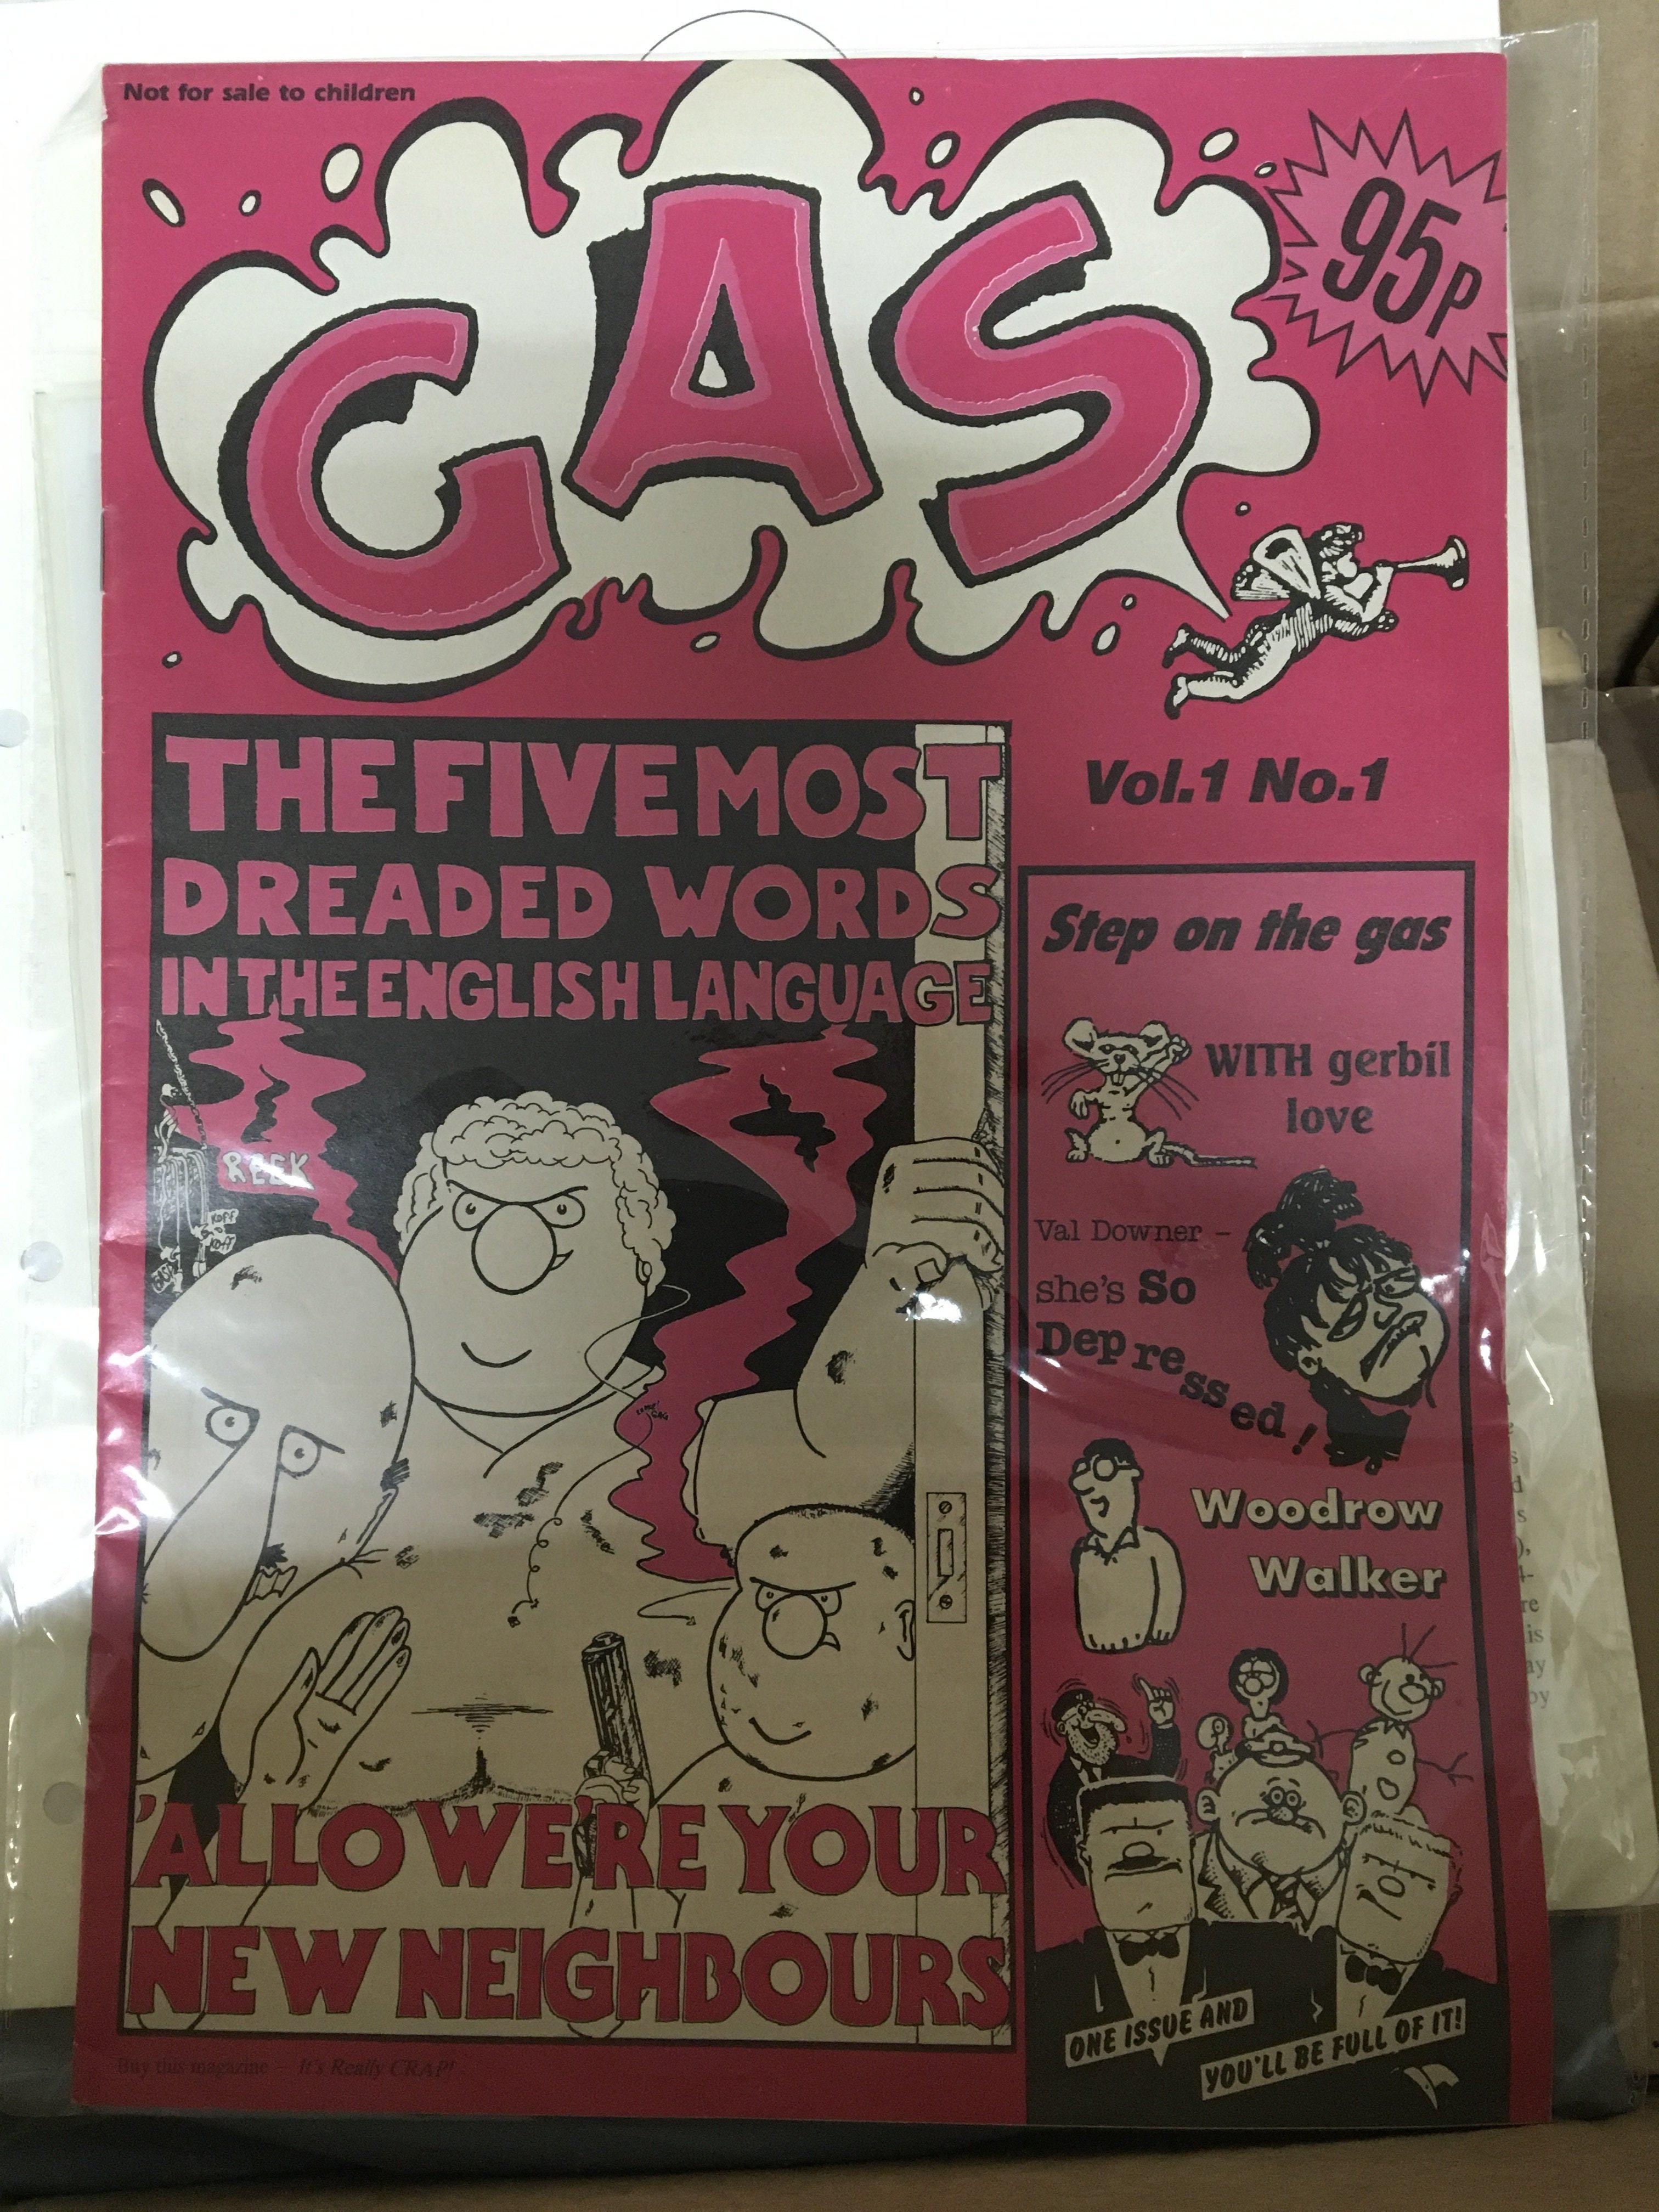 Not for sale to children
GAS
95p
Vol.1 No.1
THE FIVE MOST
DREADED WORDS
IN THE ENGLISH LANGUAGE
REEK
KOFF
KOFF
'ALLO WE'RE YOUR
NEW NEIGHBOURS
Buy this magazine – It's Really CRAP!
Step on the gas
WITH gerbil
love
Val Downer –
she's So
Depressed!
Woodrow
Walker
ONE ISSUE AND
YOU'LL BE FULL OF IT!